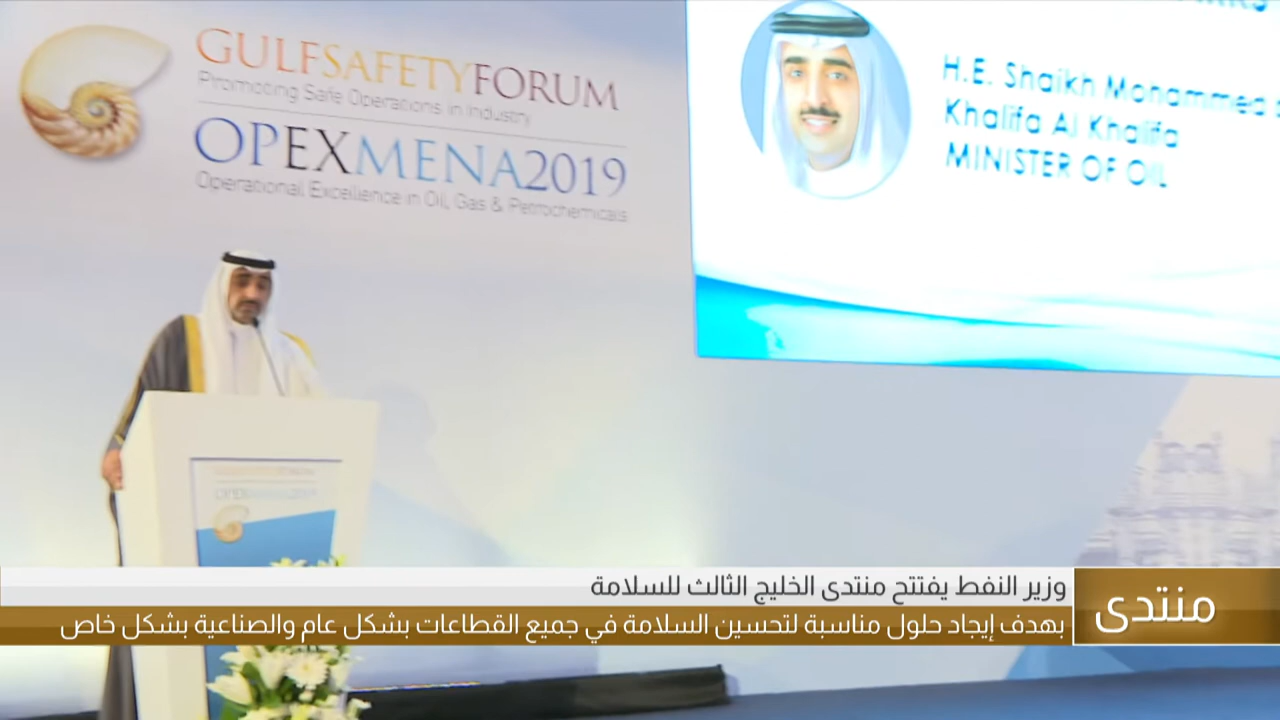 GULFSAFETYFORUM
Promoting Safe Operations in Industry
OPEXMENA2019
Operational Excellence in Oil, Gas & Petrochemicals
H.E. Shaikh Mohammed
Khalifa Al Khalifa
MINISTER OF OIL
GULFSAFETYFORUM
OPEXMENA2019
منتدى
وزير النفط يفتتح منتدى الخليج الثالث للسلامة
بهدف إيجاد حلول مناسبة لتحسين السلامة في جميع القطاعات بشكل عام والصناعية بشكل خاص